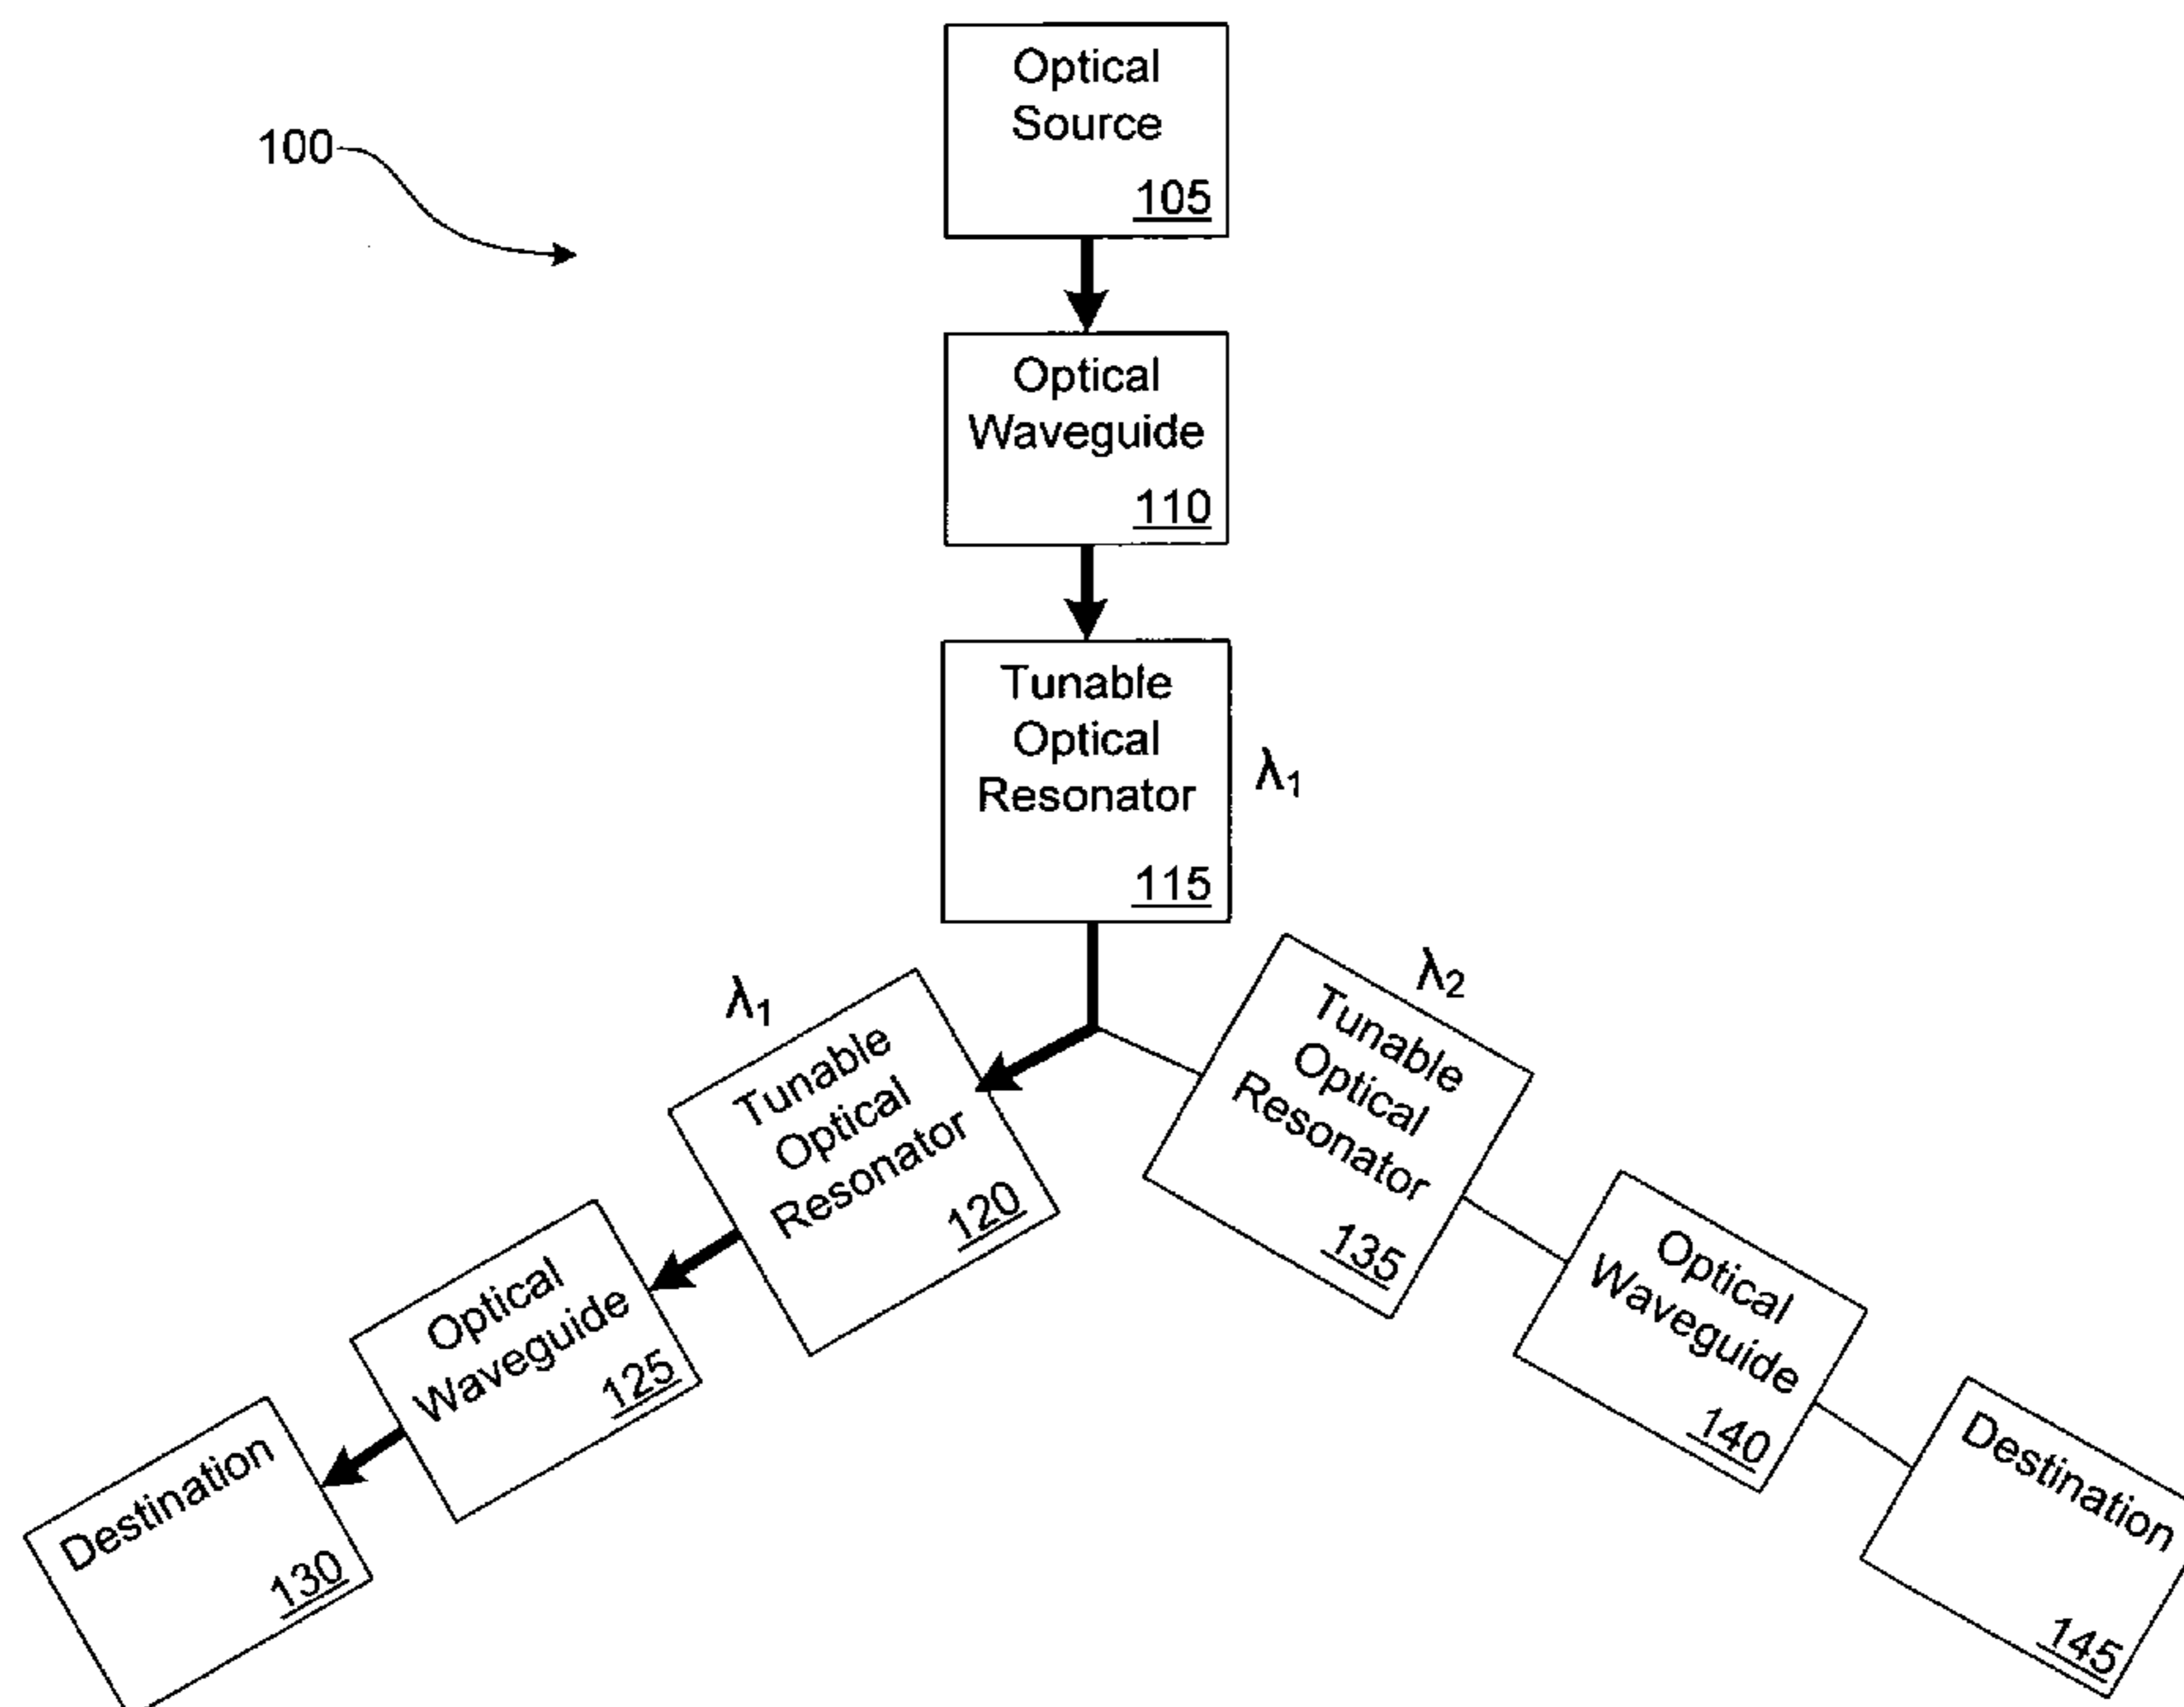 100
Optical
Source
105
Optical
Waveguide
110
Tunable
Optical
Resonator
115
λ₁
λ₁
Tunable
Optical
Resonator
120
Optical
Waveguide
125
Destination
130
λ₂
Tunable
Optical
Resonator
135
Optical
Waveguide
140
Destination
145